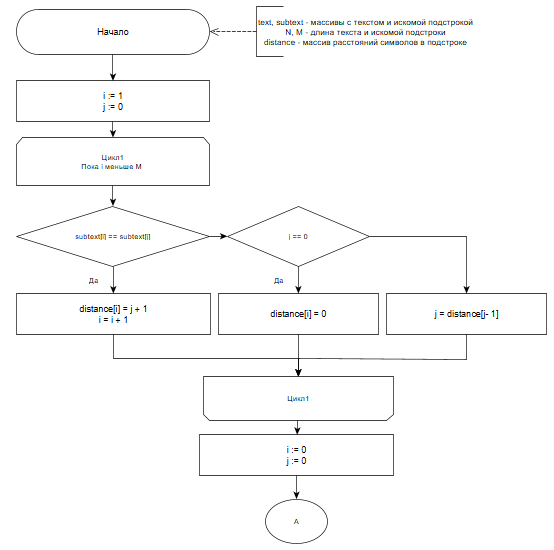 Начало
text, subtext - массивы с текстом и искомой подстрокой
N, M - длина текста и искомой подстроки
distance - массив расстояний символов в подстроке
i := 1
j := 0
Цикл1
Пока i меньше M
subtext[i] == subtext[j]
j == 0
Да
Да
distance[i] = j + 1
i = i + 1
distance[i] = 0
j = distance[j- 1]
Цикл1
i := 0
j := 0
A